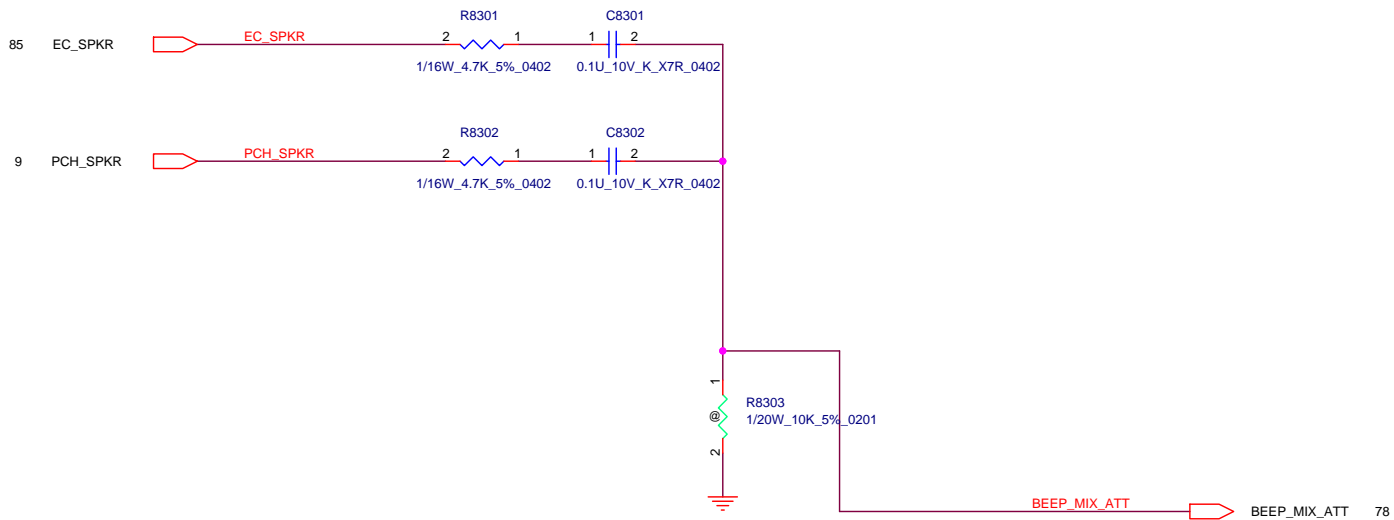 R8301 C8301
85 EC_SPKR EC_SPKR 2 1 1 2
1/16W_4.7K_5%_0402 0.1U_10V_K_X7R_0402
R8302 C8302
9 PCH_SPKR PCH_SPKR 2 1 1 2
1/16W_4.7K_5%_0402 0.1U_10V_K_X7R_0402
1
R8303
@ 1/20W_10K_5%_0201
2
BEEP_MIX_ATT BEEP_MIX_ATT 78